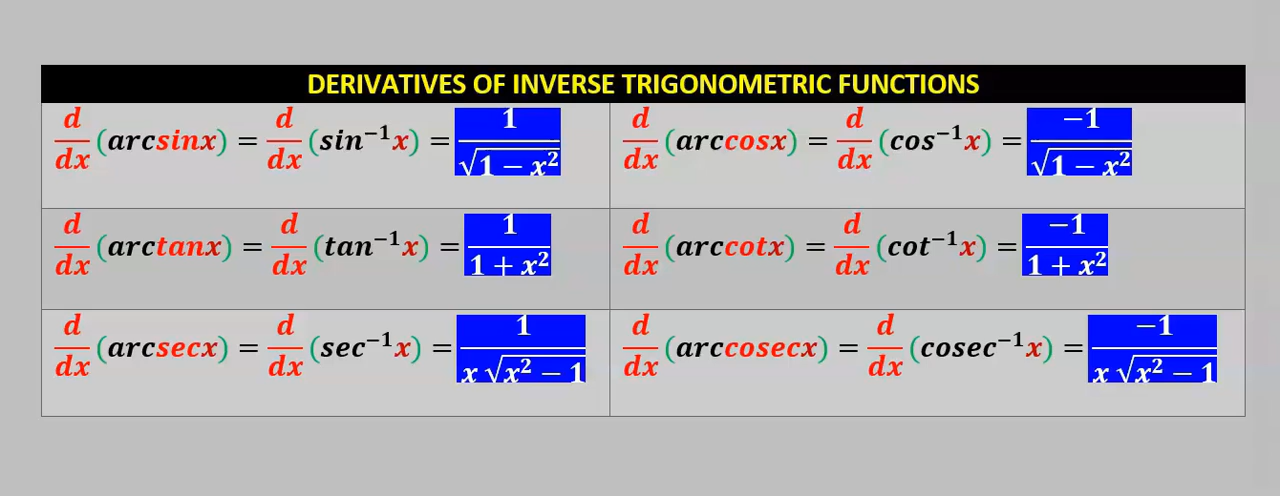 DERIVATIVES OF INVERSE TRIGONOMETRIC FUNCTIONS
d/dx (arcsinx) = d/dx (sin⁻¹x) = 1/√(1 − x²)
d/dx (arccosx) = d/dx (cos⁻¹x) = −1/√(1 − x²)
d/dx (arctanx) = d/dx (tan⁻¹x) = 1/(1 + x²)
d/dx (arccotx) = d/dx (cot⁻¹x) = −1/(1 + x²)
d/dx (arcsecx) = d/dx (sec⁻¹x) = 1/(x √(x² − 1))
d/dx (arccosecx) = d/dx (cosec⁻¹x) = −1/(x √(x² − 1))